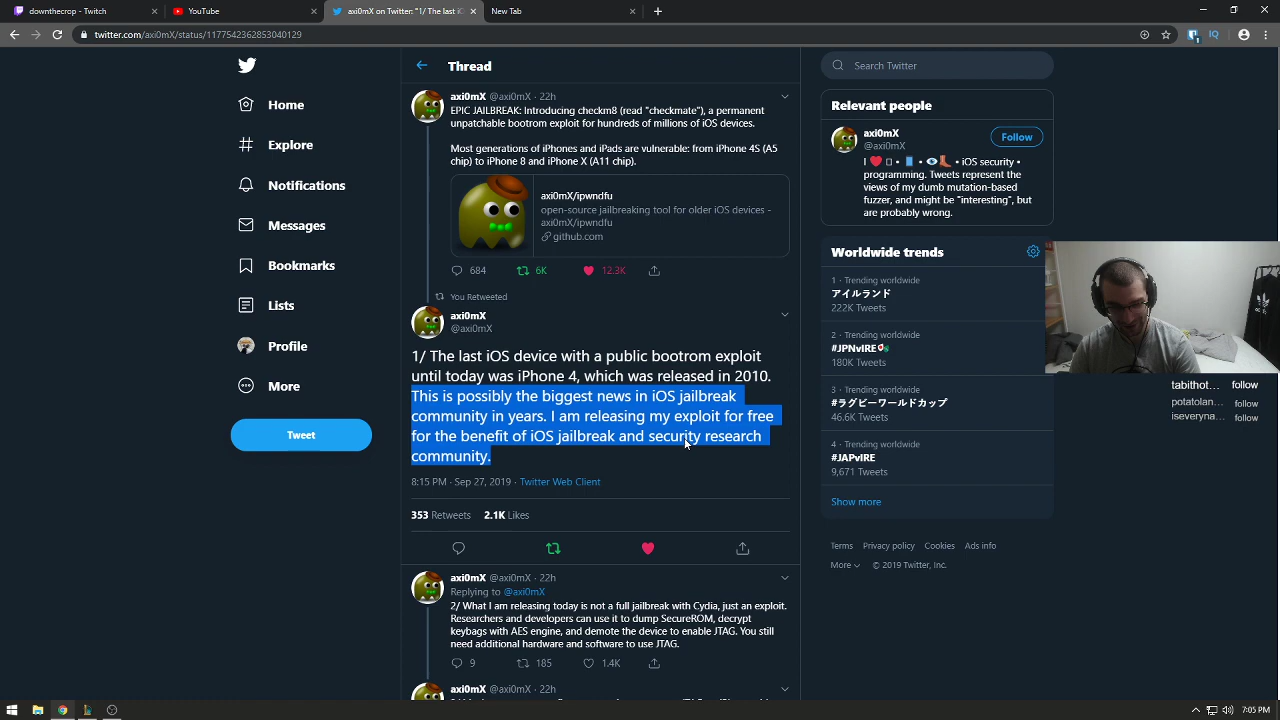 downthecrop - Twitch
YouTube
axi0mX on Twitter: "1/ The last i
New Tab
twitter.com/axi0mX/status/1177542362853040129
Thread
Search Twitter
Home
Explore
Notifications
Messages
Bookmarks
Lists
Profile
More
Tweet
axi0mX @axi0mX · 22h
EPIC JAILBREAK: Introducing checkm8 (read "checkmate"), a permanent
unpatchable bootrom exploit for hundreds of millions of iOS devices.
Most generations of iPhones and iPads are vulnerable: from iPhone 4S (A5
chip) to iPhone 8 and iPhone X (A11 chip).
axi0mX/ipwndfu
open-source jailbreaking tool for older iOS devices -
axi0mX/ipwndfu
github.com
684
6K
12.3K
You Retweeted
axi0mX
@axi0mX
1/ The last iOS device with a public bootrom exploit
until today was iPhone 4, which was released in 2010.
This is possibly the biggest news in iOS jailbreak
community in years. I am releasing my exploit for free
for the benefit of iOS jailbreak and security research
community.
8:15 PM · Sep 27, 2019 · Twitter Web Client
353 Retweets 2.1K Likes
axi0mX @axi0mX · 22h
Replying to @axi0mX
2/ What I am releasing today is not a full jailbreak with Cydia, just an exploit.
Researchers and developers can use it to dump SecureROM, decrypt
keybags with AES engine, and demote the device to enable JTAG. You still
need additional hardware and software to use JTAG.
9
185
1.4K
axi0mX @axi0mX · 22h
Relevant people
axi0mX
@axi0mX
Follow
I ❤ • • 👁👢 • iOS security •
programming. Tweets represent the
views of my dumb mutation-based
fuzzer, and might be "interesting", but
are probably wrong.
Worldwide trends
1 · Trending worldwide
アイルランド
222K Tweets
2 · Trending worldwide
#JPNvIRE
180K Tweets
3 · Trending worldwide
#ラグビーワールドカップ
46.6K Tweets
4 · Trending worldwide
#JAPvIRE
9,671 Tweets
Show more
Terms Privacy policy Cookies Ads info
More © 2019 Twitter, Inc.
tabithot... follow
potatolan... follow
iseveryna... follow
7:05 PM